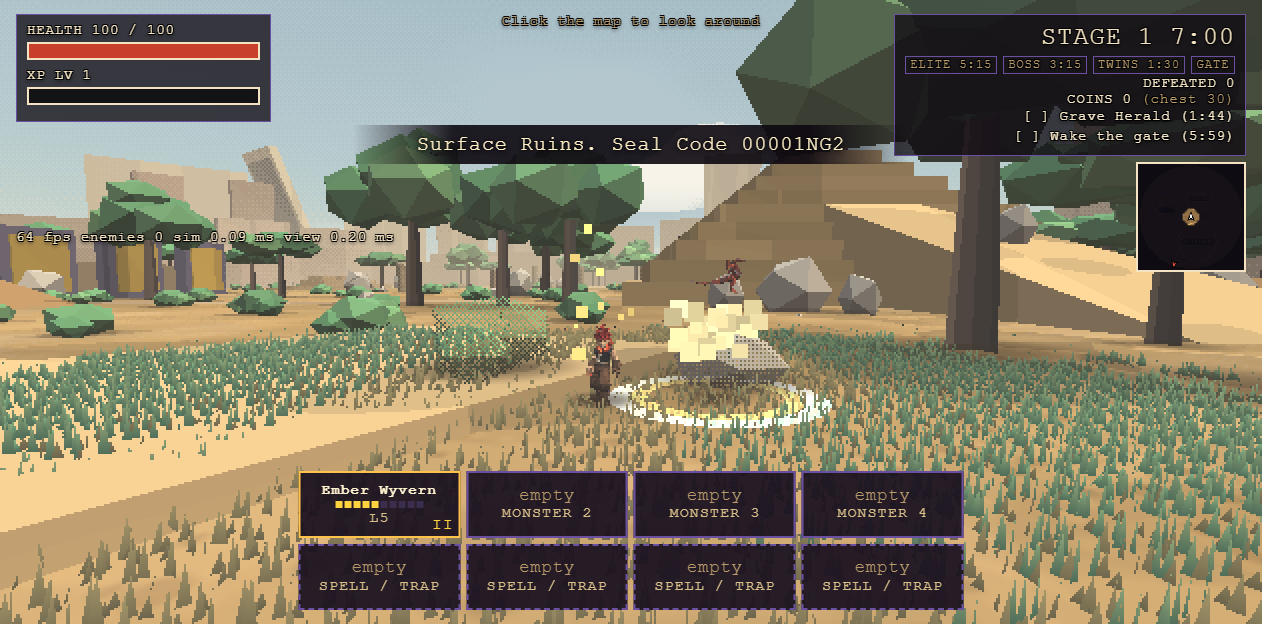 HEALTH 100 / 100
XP LV 1
Click the map to look around
STAGE 1 7:00
ELITE 5:15 BOSS 3:15 TWINS 1:30 GATE
DEFEATED 0
COINS 0 (chest 30)
[ ] Grave Herald (1:44)
[ ] Wake the gate (5:59)
Surface Ruins. Seal Code 00001NG2
64 fps enemies 0 sim 0.09 ms view 0.20 ms
Ember Wyvern
L5
II
empty
MONSTER 2
empty
MONSTER 3
empty
MONSTER 4
empty
SPELL / TRAP
empty
SPELL / TRAP
empty
SPELL / TRAP
empty
SPELL / TRAP